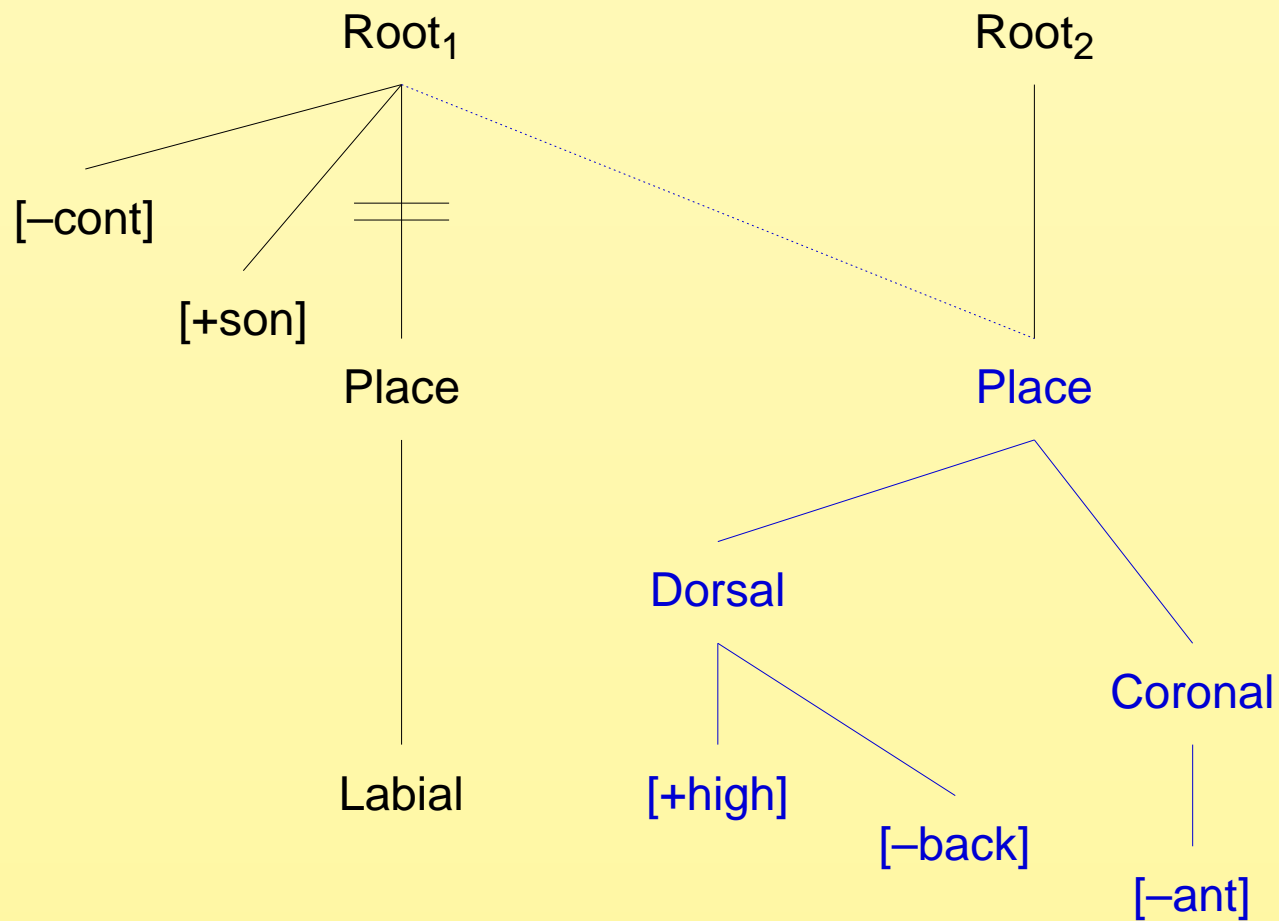 Root₁ Root₂
[–cont]
[+son]
Place Place
Dorsal
Coronal
Labial [+high]
[–back]
[–ant]